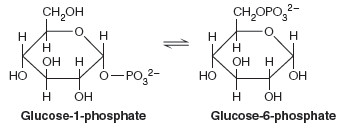 CH₂OH CH₂OPO₃²⁻
H O H ⇌ H O H
H H
OH H OH H
HO O—PO₃²⁻ HO OH
H OH H OH
Glucose-1-phosphate Glucose-6-phosphate